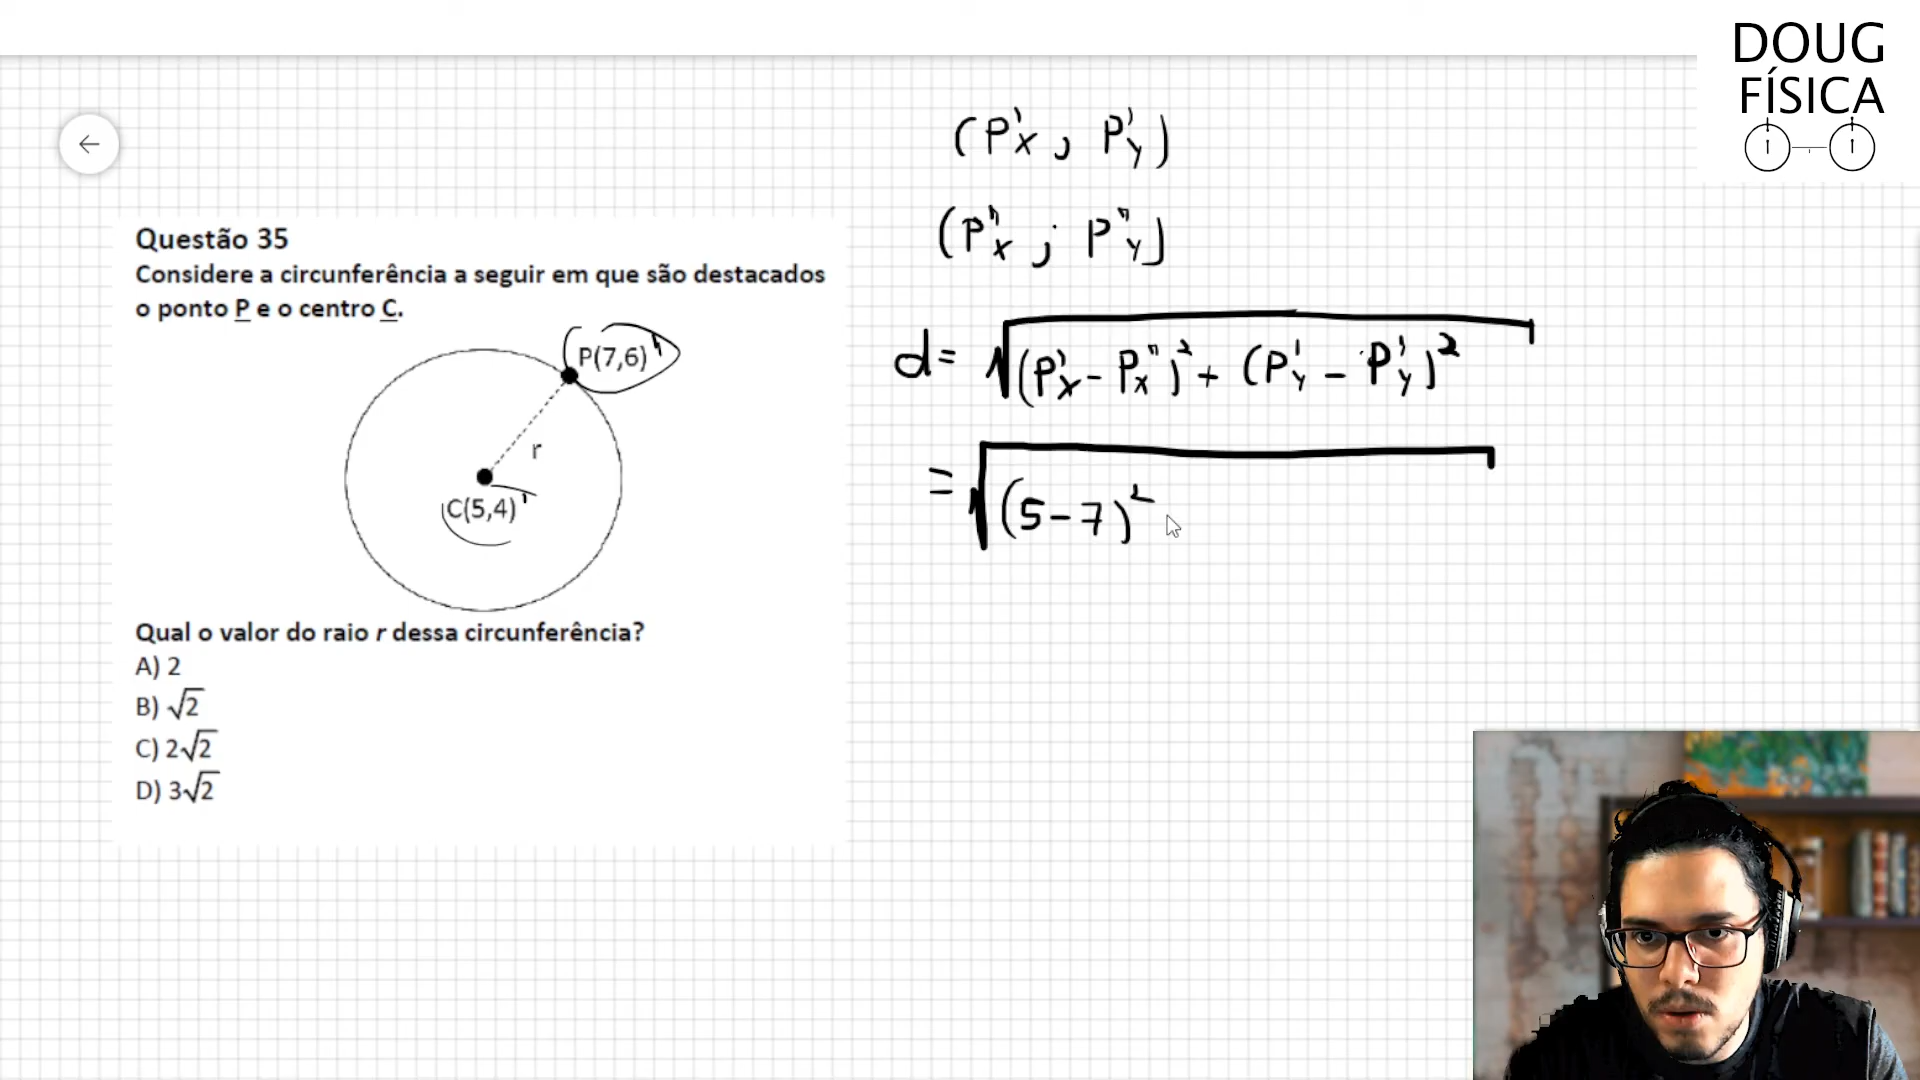 DOUG
FÍSICA
(P'x ; P'y)
(P"x ; P"y)
Questão 35
Considere a circunferência a seguir em que são destacados
o ponto P e o centro C.
P(7,6)"
r
C(5,4)'
Qual o valor do raio r dessa circunferência?
A) 2
B) √2
C) 2√2
D) 3√2
d= √(P'x - P"x)² + (P'y - P'y)²
= √(5-7)²